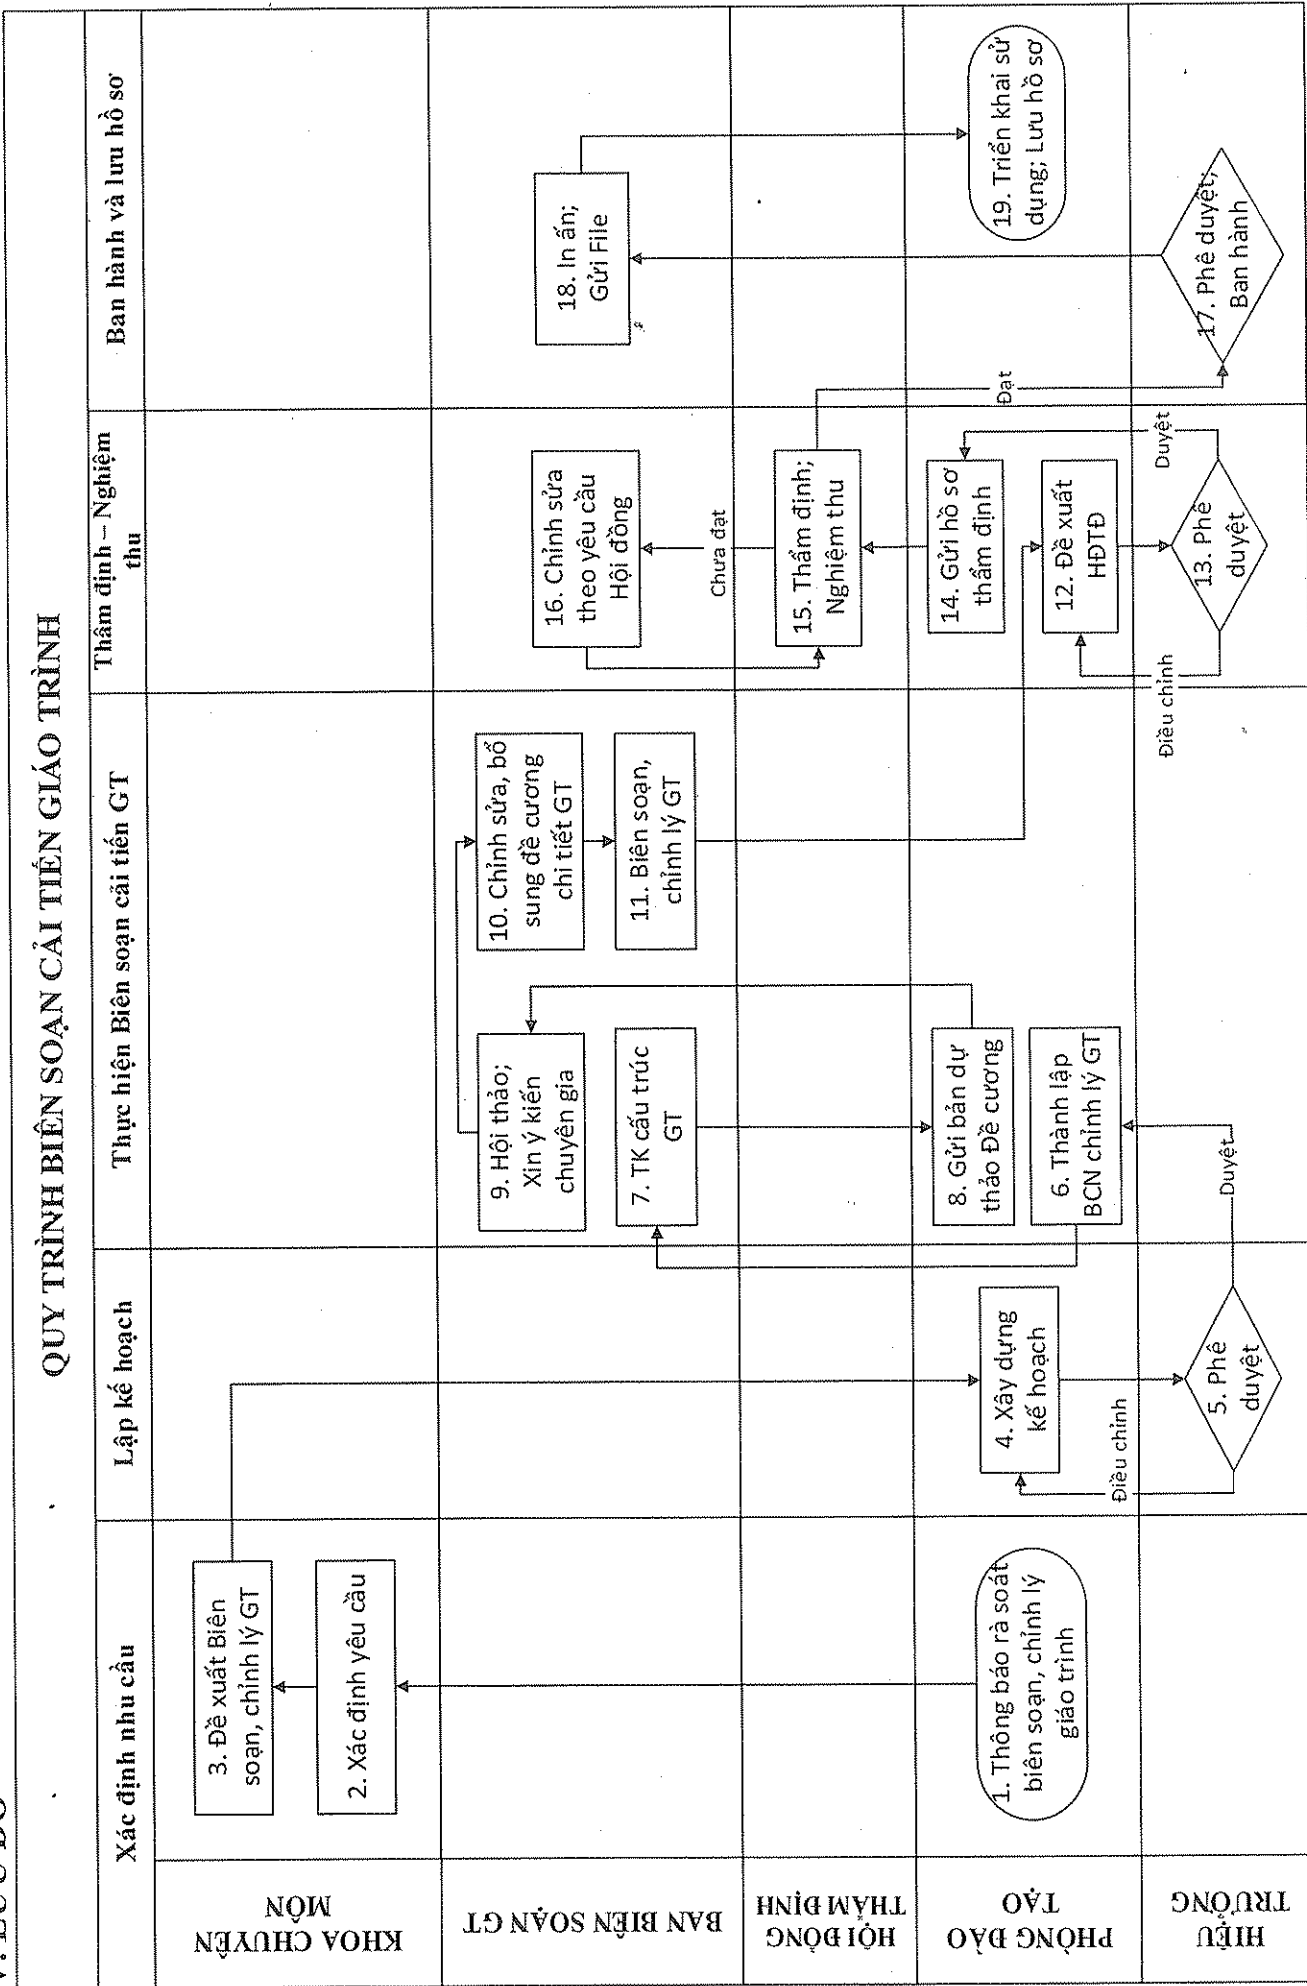 QUY TRÌNH BIÊN SOẠN CẢI TIẾN GIÁO TRÌNH
Xác định nhu cầu
Lập kế hoạch
Thực hiện Biên soạn cải tiến GT
Thẩm định – Nghiệm
thu
Ban hành và lưu hồ sơ
KHOA CHUYÊN
MÔN
3. Đề xuất Biên
soạn, chỉnh lý GT
2. Xác định yêu cầu
BAN BIÊN SOẠN GT
9. Hội thảo;
Xin ý kiến
chuyên gia
7. TK cấu trúc
GT
10. Chỉnh sửa, bổ
sung đề cương
chi tiết GT
11. Biên soạn,
chỉnh lý GT
16. Chỉnh sửa
theo yêu cầu
Hội đồng
18. In ấn;
Gửi File
HỘI ĐỒNG
THẨM ĐỊNH
Chưa đạt
15. Thẩm định;
Nghiệm thu
PHÒNG ĐÀO
TẠO
1. Thông báo rà soát
biên soạn, chỉnh lý
giáo trình
4. Xây dựng
kế hoạch
8. Gửi bản dự
thảo Đề cương
6. Thành lập
BCN chỉnh lý GT
14. Gửi hồ sơ
thẩm định
12. Đề xuất
HĐTĐ
Đạt
19. Triển khai sử
dụng; Lưu hồ sơ
HIỆU
TRƯỞNG
Điều chỉnh
5. Phê
duyệt
Duyệt
Điều chỉnh
13. Phê
duyệt
Duyệt
17. Phê duyệt;
Ban hành